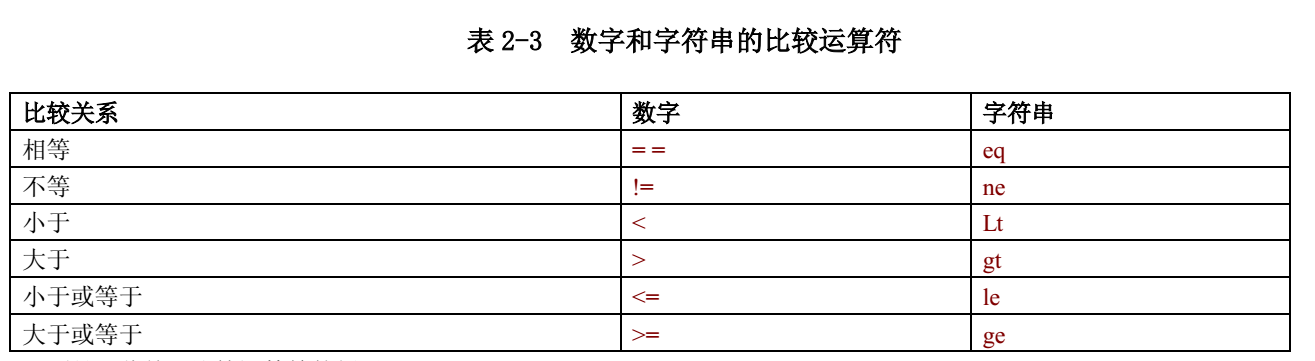 表 2-3 数字和字符串的比较运算符
比较关系 数字 字符串
相等 = = eq
不等 != ne
小于 < Lt
大于 > gt
小于或等于 <= le
大于或等于 >= ge